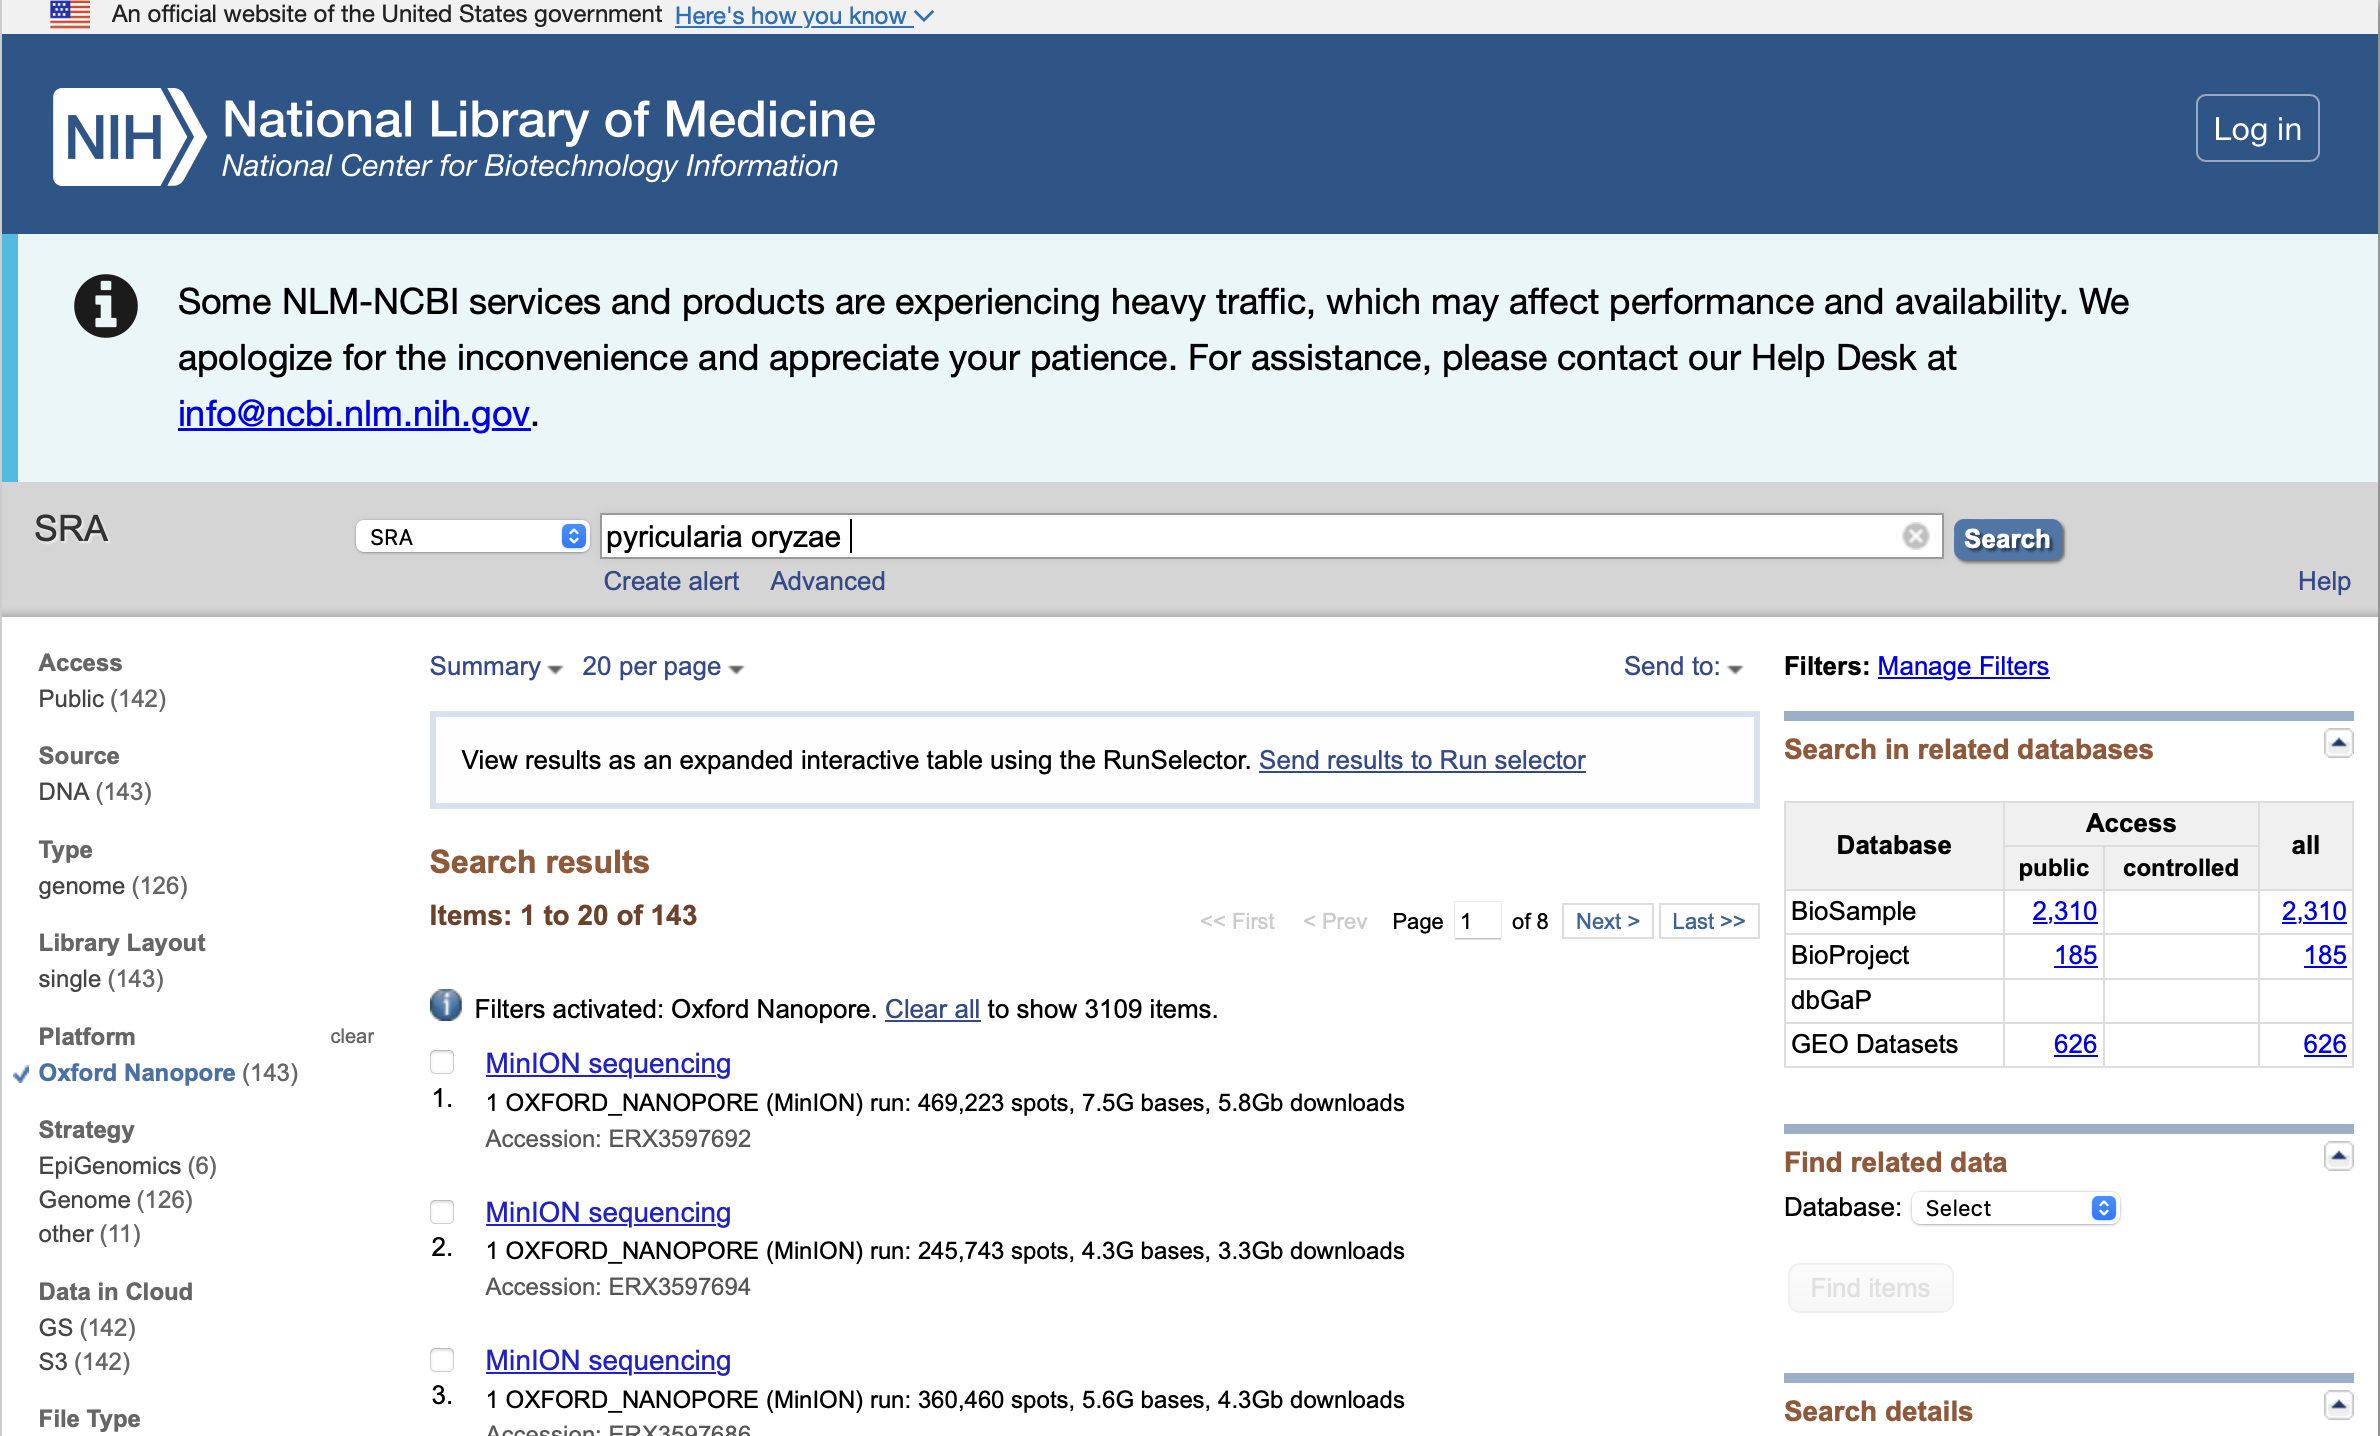 An official website of the United States government Here's how you know
NIH National Library of Medicine
National Center for Biotechnology Information
Log in
Some NLM-NCBI services and products are experiencing heavy traffic, which may affect performance and availability. We
apologize for the inconvenience and appreciate your patience. For assistance, please contact our Help Desk at
info@ncbi.nlm.nih.gov.
SRA
SRA
pyricularia oryzae
Search
Create alert Advanced
Help
Access
Public (142)
Source
DNA (143)
Type
genome (126)
Library Layout
single (143)
Platform clear
Oxford Nanopore (143)
Strategy
EpiGenomics (6)
Genome (126)
other (11)
Data in Cloud
GS (142)
S3 (142)
File Type
Summary 20 per page Send to:
View results as an expanded interactive table using the RunSelector. Send results to Run selector
Search results
Items: 1 to 20 of 143
<< First < Prev Page 1 of 8 Next > Last >>
Filters activated: Oxford Nanopore. Clear all to show 3109 items.
MinION sequencing
1. 1 OXFORD_NANOPORE (MinION) run: 469,223 spots, 7.5G bases, 5.8Gb downloads
Accession: ERX3597692
MinION sequencing
2. 1 OXFORD_NANOPORE (MinION) run: 245,743 spots, 4.3G bases, 3.3Gb downloads
Accession: ERX3597694
MinION sequencing
3. 1 OXFORD_NANOPORE (MinION) run: 360,460 spots, 5.6G bases, 4.3Gb downloads
Accession: ERX3597686
Filters: Manage Filters
Search in related databases
Database Access all
public controlled
BioSample 2,310 2,310
BioProject 185 185
dbGaP
GEO Datasets 626 626
Find related data
Database: Select
Find items
Search details